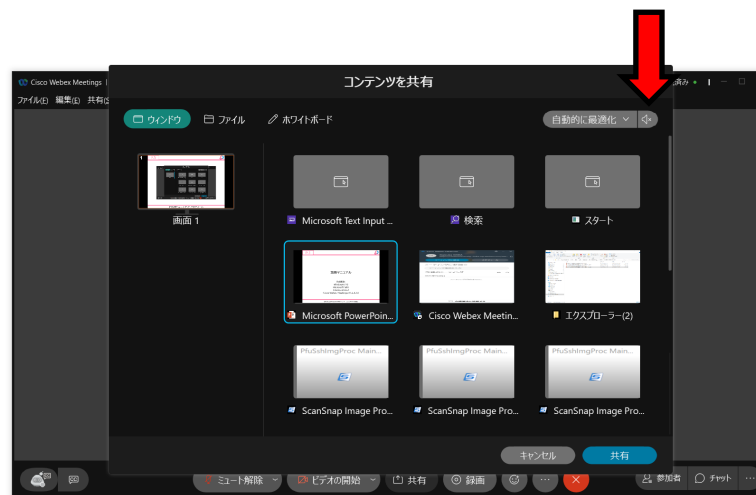 コンテンツを共有
Cisco Webex Meetings
済み
ファイル(F) 編集(E) 共有(S
ウィンドウ ファイル ホワイトボード 自動的に最適化
画面 1
Microsoft Text Input ... 検索 スタート
Microsoft PowerPoin... Cisco Webex Meetin... エクスプローラー(2)
PfuSshImgProc Main... PfuSshImgProc Main... PfuSshImgProc Main...
ScanSnap Image Pro... ScanSnap Image Pro... ScanSnap Image Pro...
キャンセル 共有
ミュート解除 ビデオの開始 共有 録画 参加者 チャット